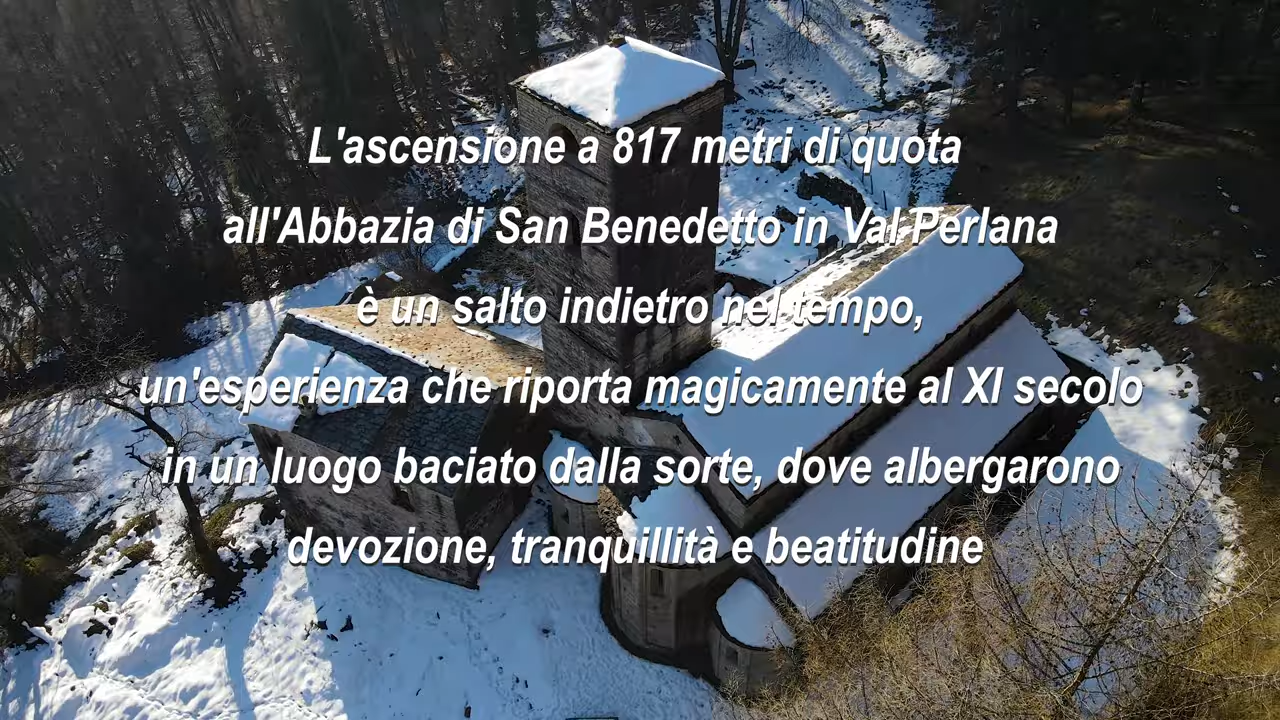 L'ascensione a 817 metri di quota
all'Abbazia di San Benedetto in Val Perlana
è un salto indietro nel tempo,
un'esperienza che riporta magicamente al XI secolo
in un luogo baciato dalla sorte, dove albergarono
devozione, tranquillità e beatitudine